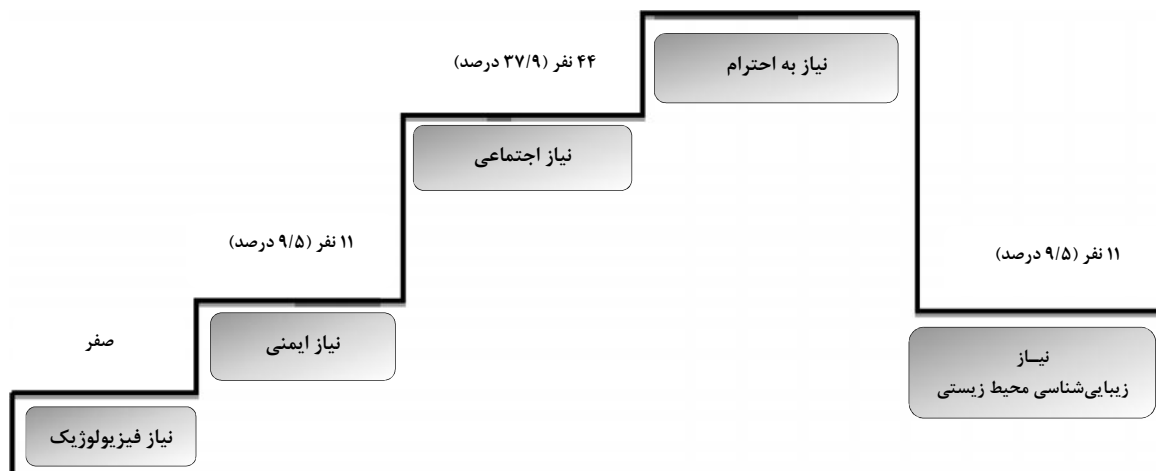 نیاز به احترام
۴۴ نفر (۳۷/۹ درصد)
نیاز اجتماعی
۱۱ نفر (۹/۵ درصد)
۱۱ نفر (۹/۵ درصد)
نیاز ایمنی
صفر
نیـاز
زیبایی‌شناسی محیط زیستی
نیاز فیزیولوژیک